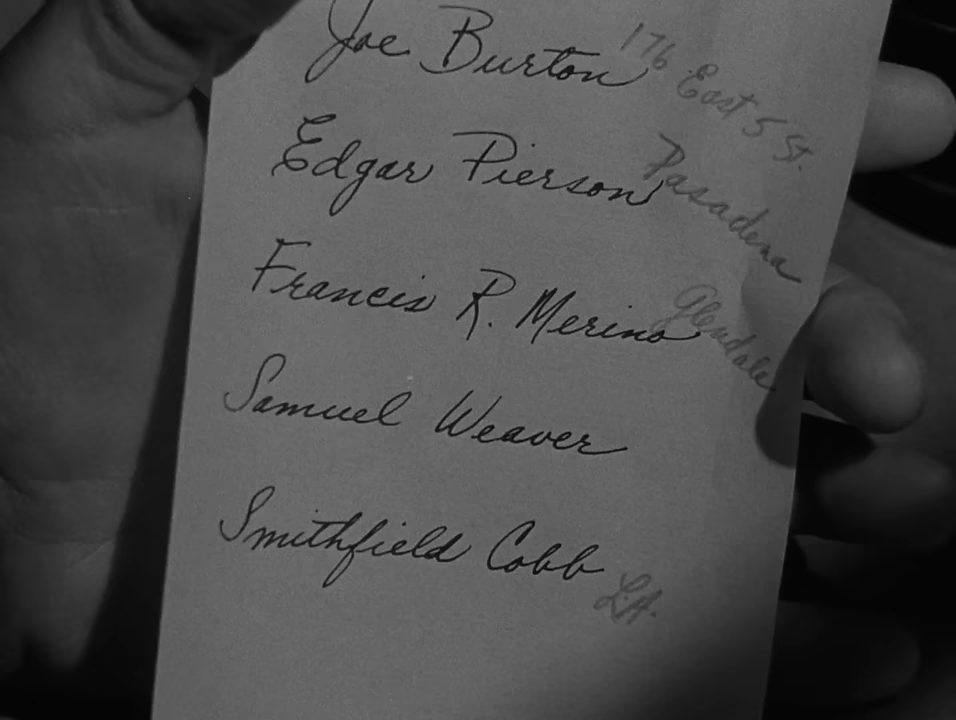 Joe Burton 176 East 5 St.
Edgar Pierson Pasadena
Francis R. Merino Glendale
Samuel Weaver
Smithfield Cobb L.A.